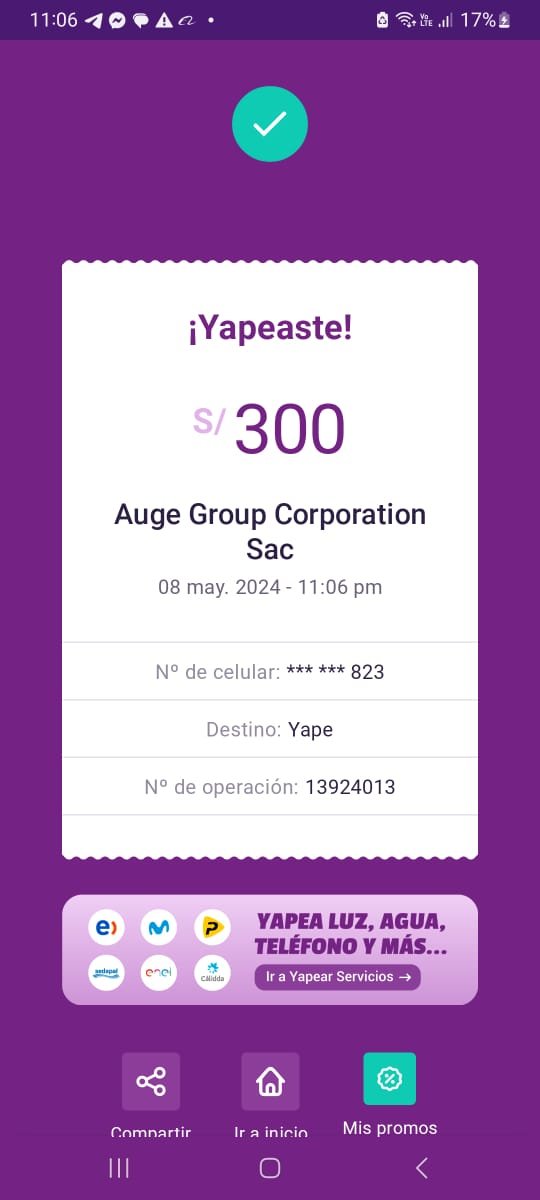 11:06
Vo
LTE
17%
¡Yapeaste!
S/ 300
Auge Group Corporation
Sac
08 may. 2024 - 11:06 pm
Nº de celular: *** *** 823
Destino: Yape
Nº de operación: 13924013
e)
P
YAPEA LUZ, AGUA,
TELÉFONO Y MÁS...
sedapal
enel
Cálidda
Ir a Yapear Servicios →
Compartir
Ir a inicio
Mis promos